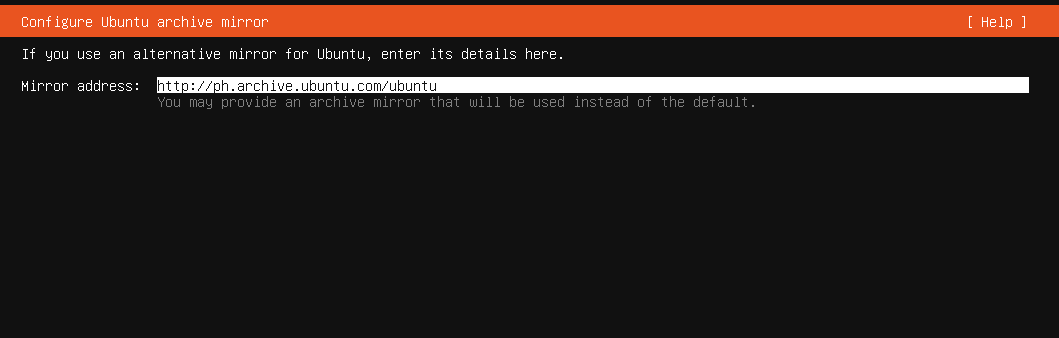 Configure Ubuntu archive mirror [ Help ]
If you use an alternative mirror for Ubuntu, enter its details here.
Mirror address: http://ph.archive.ubuntu.com/ubuntu
You may provide an archive mirror that will be used instead of the default.